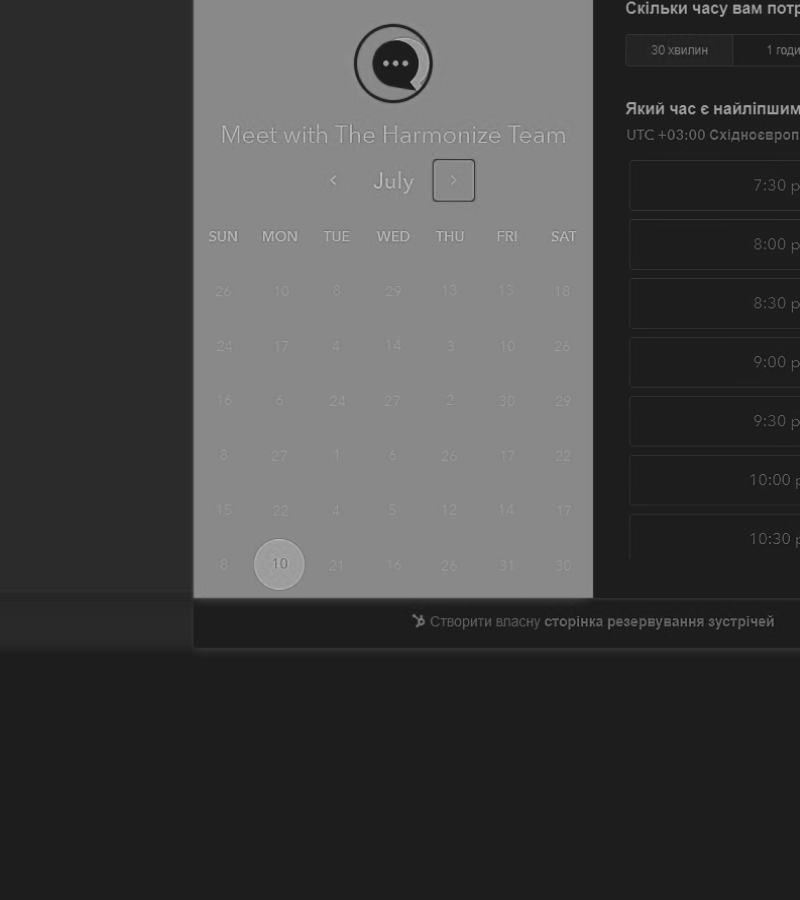 Meet with The Harmonize Team
July
SUN MON TUE WED THU FRI SAT
26 10 8 29 13 13 18
24 17 4 14 3 10 26
16 6 24 27 2 30 29
8 27 1 6 26 17 22
15 22 4 5 12 14 17
8 10 21 16 26 31 30
Скільки часу вам
30 хвилин
Який час є найліпшим
UTC +03:00
7:30
8:00
8:30
9:00
9:30
10:00
10:30
Створити власну сторінка резервування зустрічей